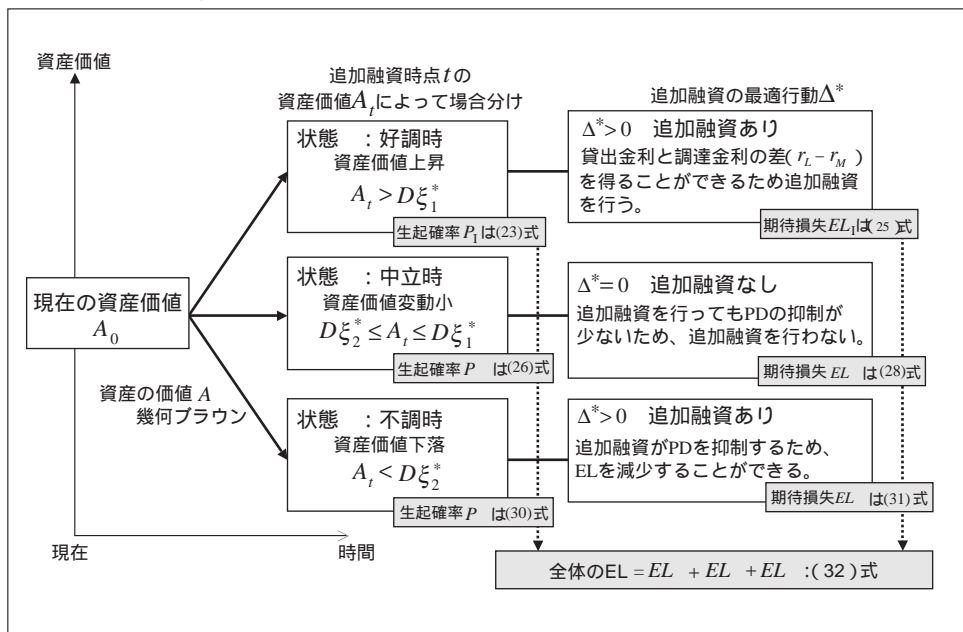 資産価値
追加融資時点tの
資産価値A_tによって場合分け
追加融資の最適行動Δ*
状態　：好調時
資産価値上昇
A_t > Dξ_1^*
生起確率P_Iは(23)式
Δ*>0　追加融資あり
貸出金利と調達金利の差(r_L − r_M)
を得ることができるため追加融資
を行う。
期待損失EL_Iは(25)式
現在の資産価値
A_0
状態　：中立時
資産価値変動小
Dξ_2^* ≤ A_t ≤ Dξ_1^*
生起確率P　は(26)式
Δ*=0　追加融資なし
追加融資を行ってもPDの抑制が
少ないため、追加融資を行わない。
期待損失EL　は(28)式
資産の価値 A
幾何ブラウン
状態　：不調時
資産価値下落
A_t < Dξ_2^*
生起確率P　は(30)式
Δ*>0　追加融資あり
追加融資がPDを抑制するため、
ELを減少することができる。
期待損失EL　は(31)式
現在
時間
全体のEL = EL　+ EL　+ EL　:(32)式